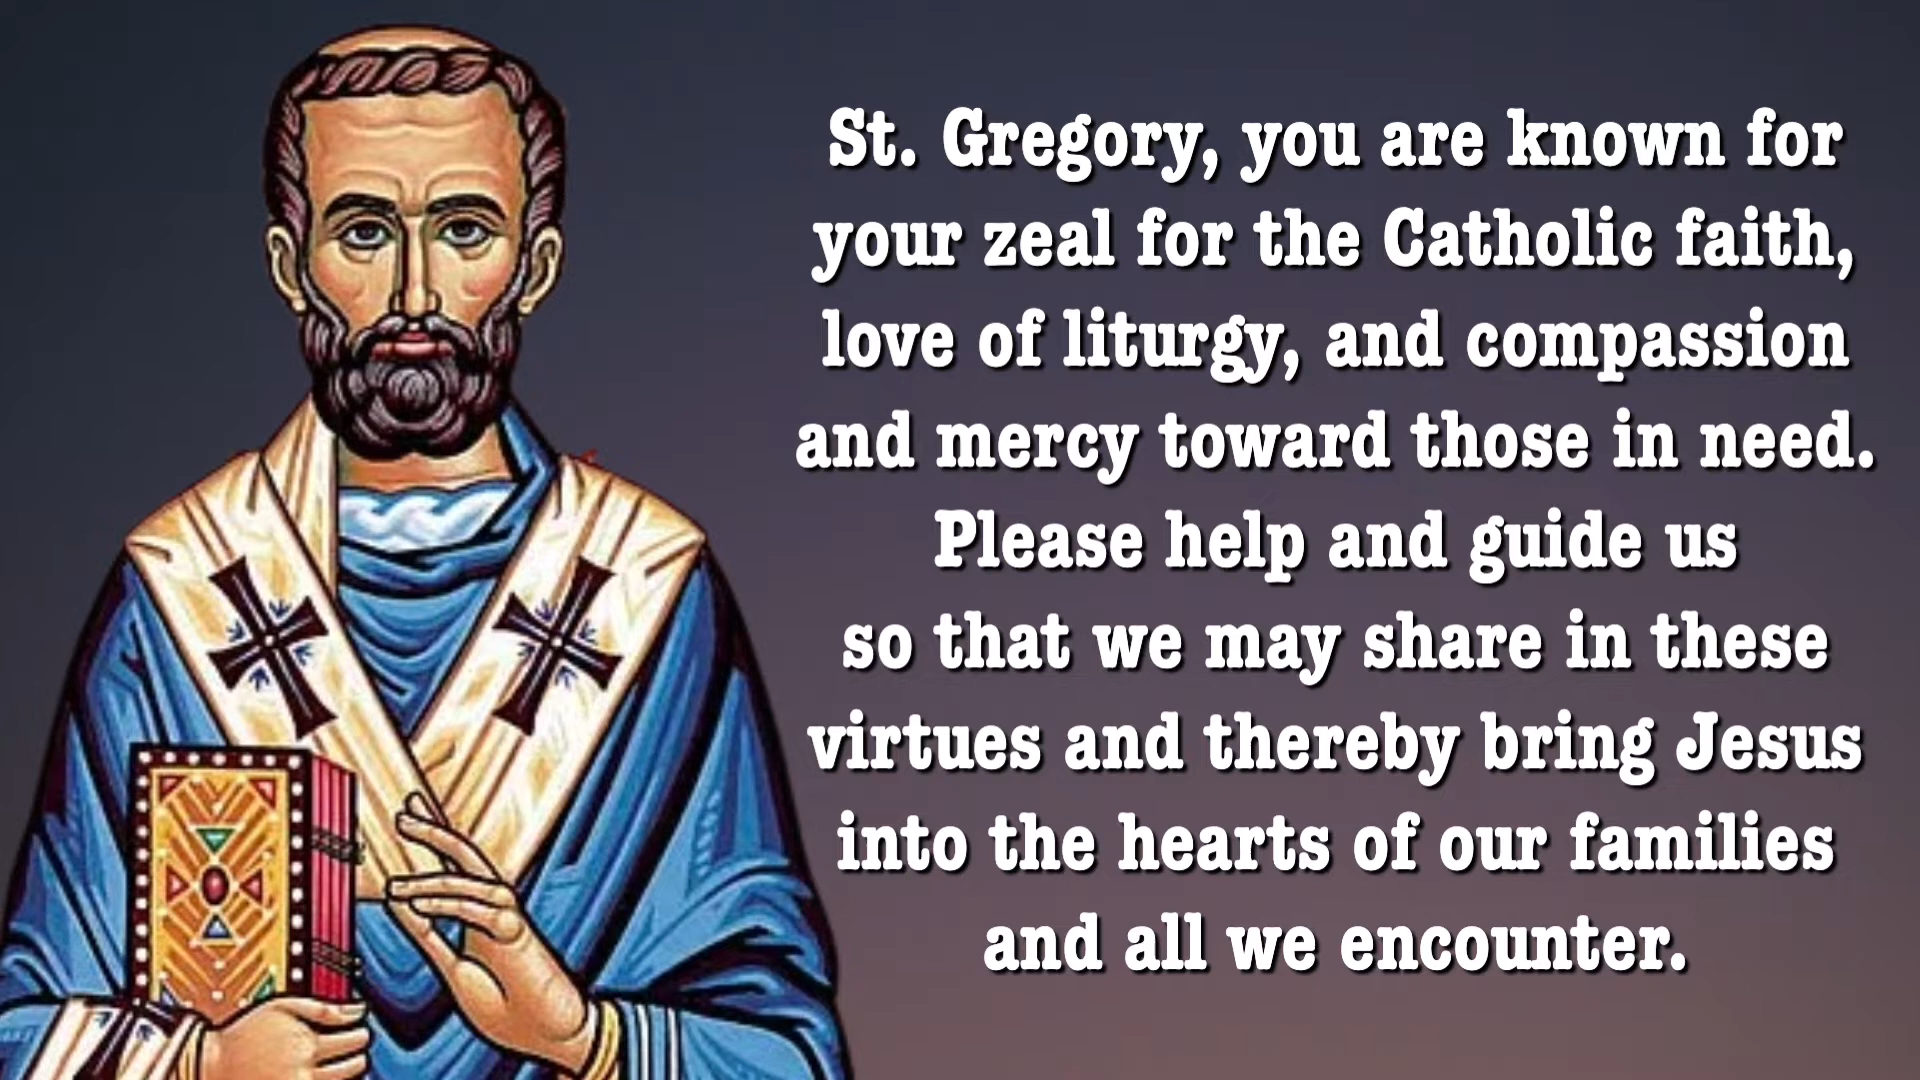 St. Gregory, you are known for
your zeal for the Catholic faith,
love of liturgy, and compassion
and mercy toward those in need.
Please help and guide us
so that we may share in these
virtues and thereby bring Jesus
into the hearts of our families
and all we encounter.